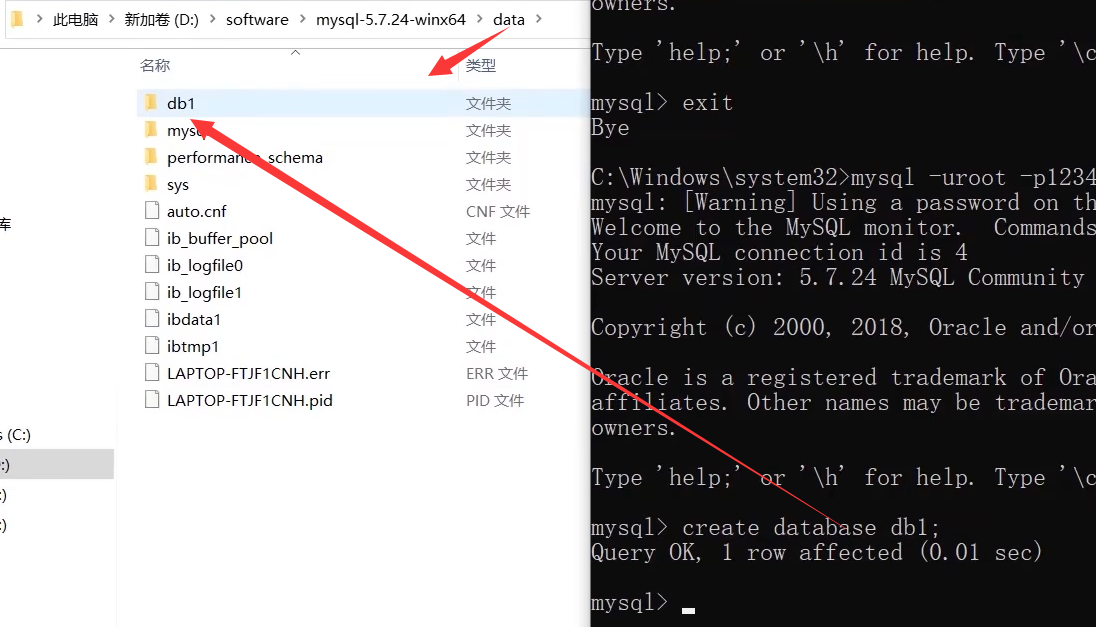 此电脑 > 新加卷 (D:) > software > mysql-5.7.24-winx64 > data >
名称 类型
db1 文件夹
mysql 文件夹
performance_schema 文件夹
sys 文件夹
auto.cnf CNF 文件
ib_buffer_pool 文件
ib_logfile0 文件
ib_logfile1 文件
ibdata1 文件
ibtmp1 文件
LAPTOP-FTJF1CNH.err ERR 文件
LAPTOP-FTJF1CNH.pid PID 文件
库
s (C:)
:)
:)
:)
owners.
Type 'help;' or '\h' for help. Type '\c
mysql> exit
Bye
C:\Windows\system32>mysql -uroot -p1234
mysql: [Warning] Using a password on th
Welcome to the MySQL monitor.  Commands
Your MySQL connection id is 4
Server version: 5.7.24 MySQL Community
Copyright (c) 2000, 2018, Oracle and/or
Oracle is a registered trademark of Ora
affiliates. Other names may be trademar
owners.
Type 'help;' or '\h' for help. Type '\c
mysql> create database db1;
Query OK, 1 row affected (0.01 sec)
mysql>